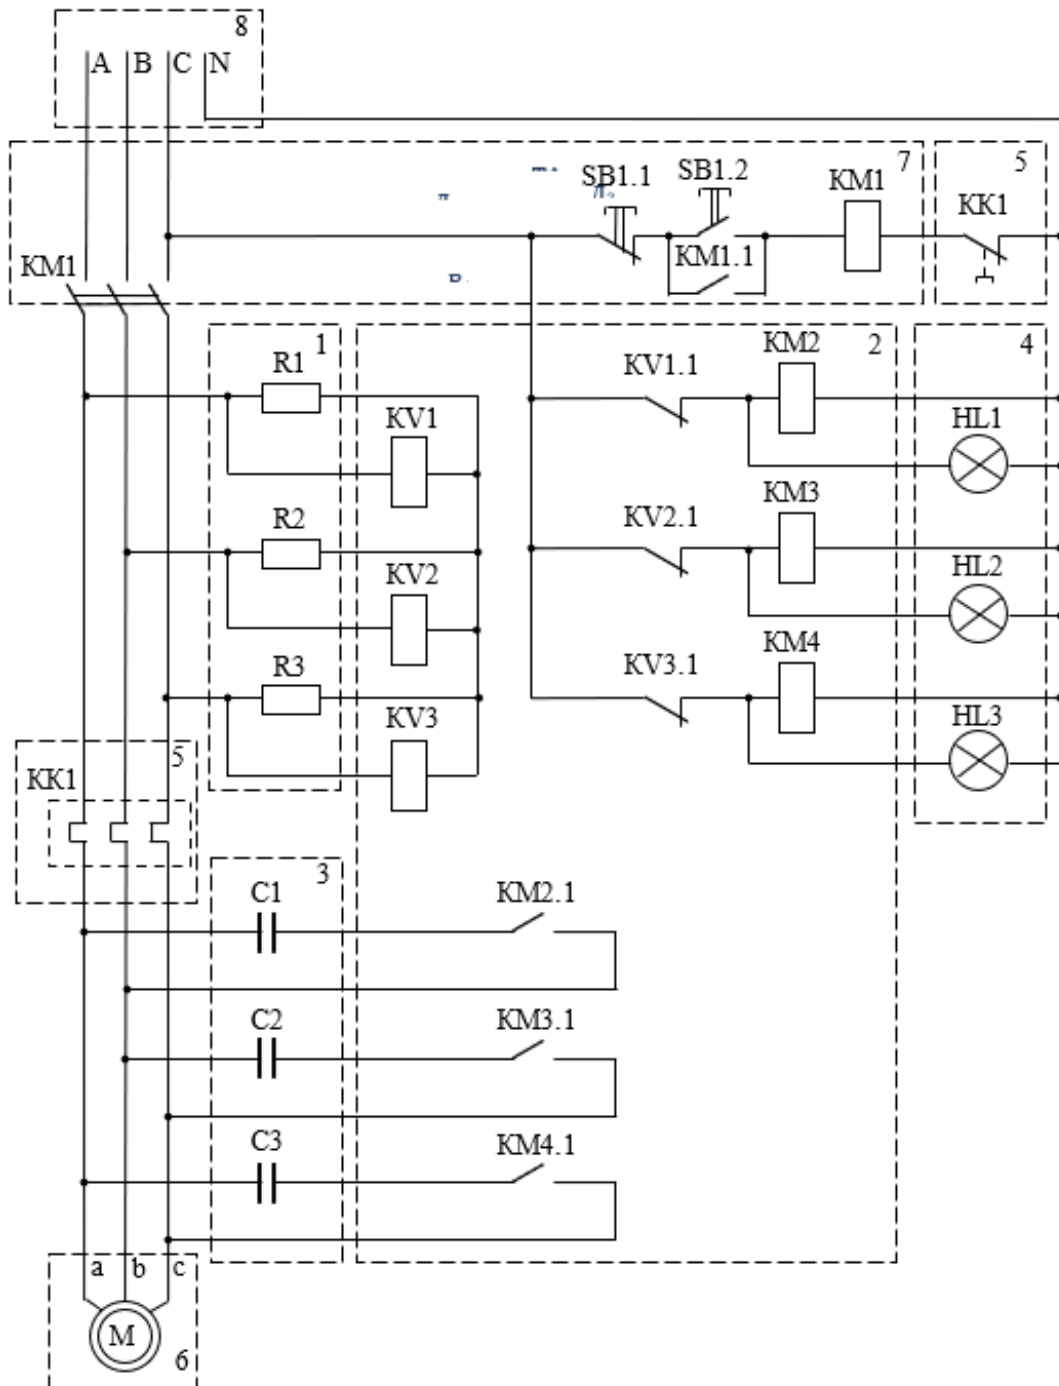 8
A B C N
7
5
SB1.1
SB1.2
KM1
KK1
KM1.1
KM1
1
2
4
R1
KV1
KV1.1
KM2
HL1
R2
KV2
KV2.1
KM3
HL2
R3
KV3
KV3.1
KM4
HL3
5
KK1
3
C1
KM2.1
C2
KM3.1
C3
KM4.1
a b c
M
6